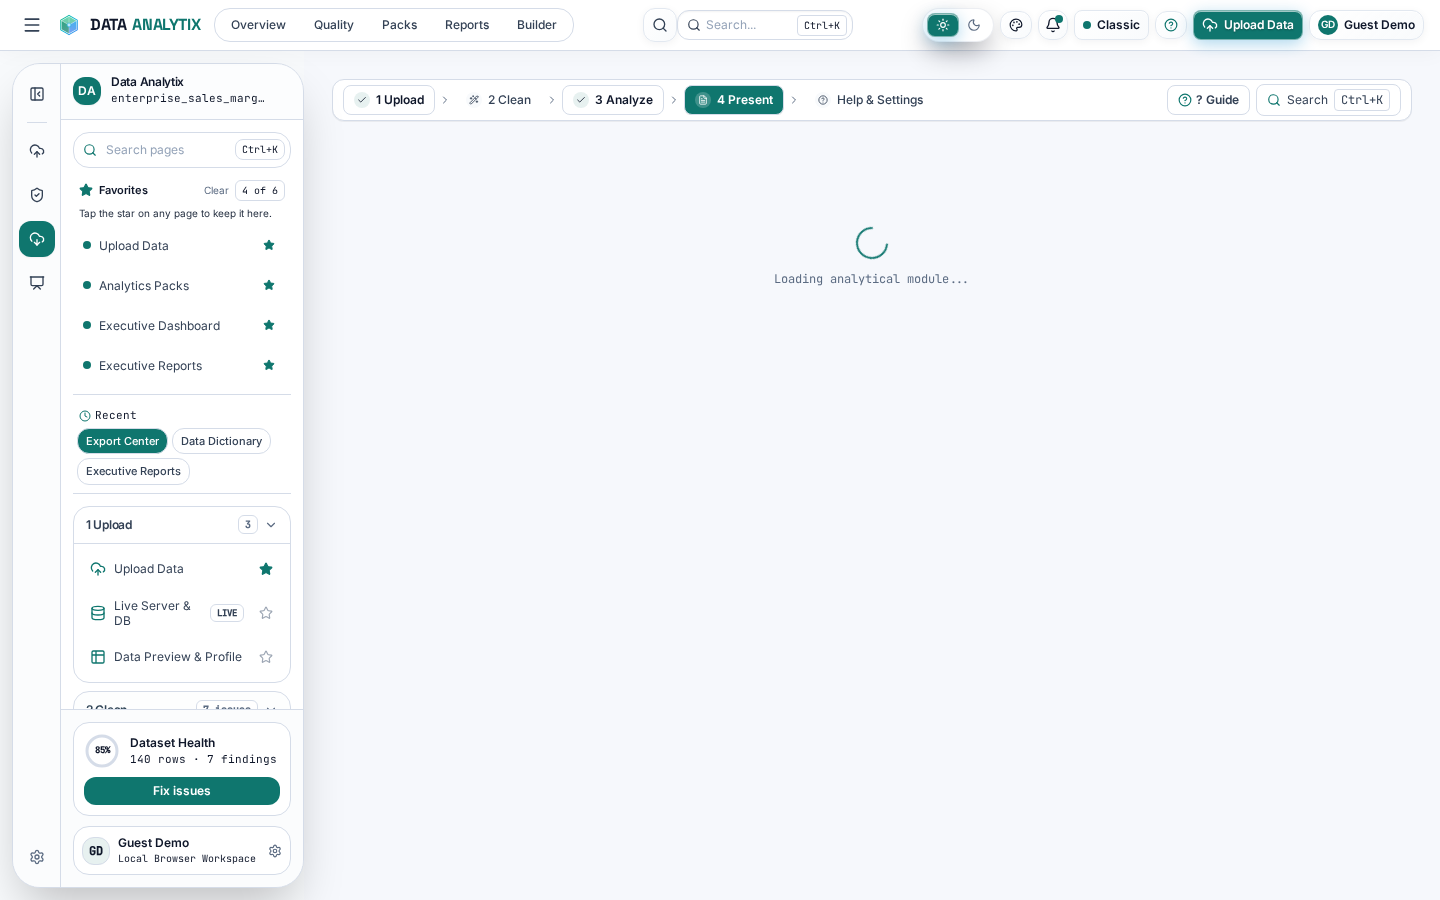 DATA ANALYTIX
Overview
Quality
Packs
Reports
Builder
Search...
Ctrl+K
Classic
Upload Data
GD
Guest Demo
DA
Data Analytix
enterprise_sales_marg…
Search pages
Ctrl+K
Favorites
Clear
4 of 6
Tap the star on any page to keep it here.
Upload Data
Analytics Packs
Executive Dashboard
Executive Reports
Recent
Export Center
Data Dictionary
Executive Reports
1 Upload
3
Upload Data
Live Server & DB
LIVE
Data Preview & Profile
2 Clean
7 issues
85%
Dataset Health
140 rows · 7 findings
Fix issues
GD
Guest Demo
Local Browser Workspace
1 Upload
2 Clean
3 Analyze
4 Present
Help & Settings
? Guide
Search
Ctrl+K
Loading analytical module...